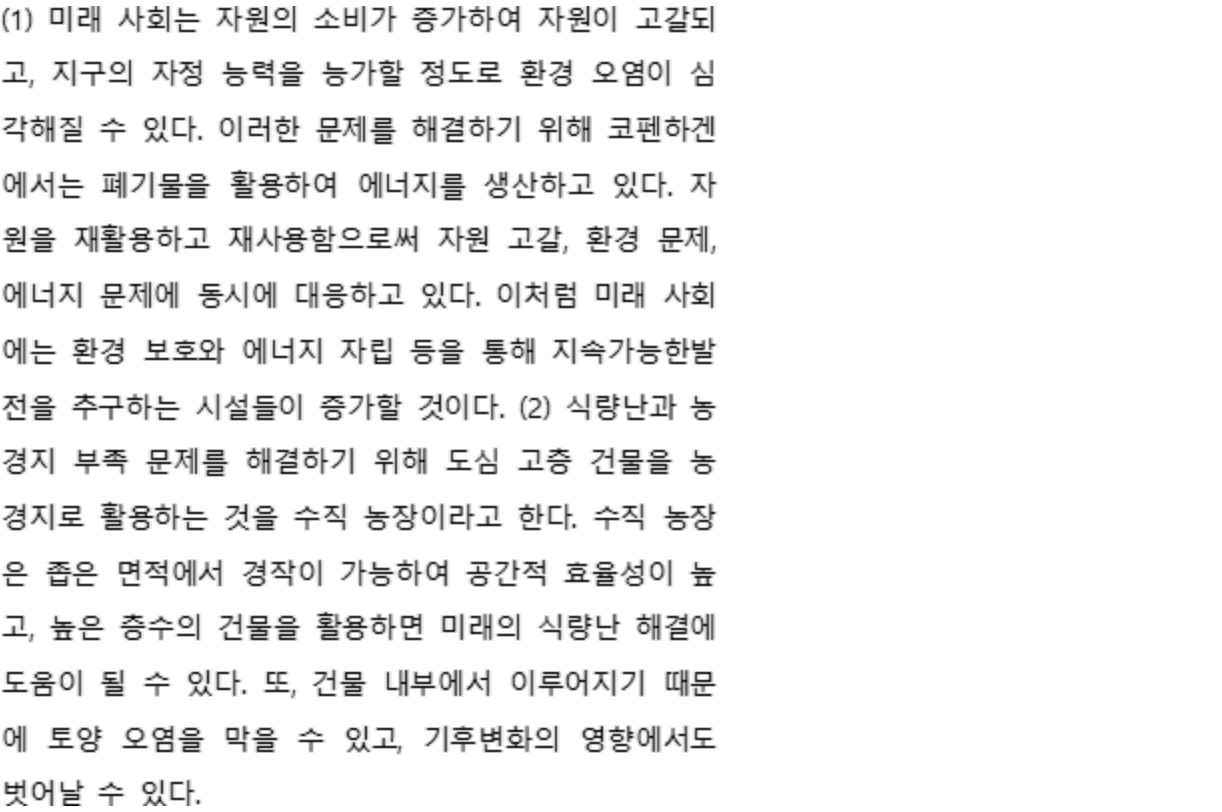 (1) 미래 사회는 자원의 소비가 증가하여 자원이 고갈되
고, 지구의 자정 능력을 능가할 정도로 환경 오염이 심
각해질 수 있다. 이러한 문제를 해결하기 위해 코펜하겐
에서는 폐기물을 활용하여 에너지를 생산하고 있다. 자
원을 재활용하고 재사용함으로써 자원 고갈, 환경 문제,
에너지 문제에 동시에 대응하고 있다. 이처럼 미래 사회
에는 환경 보호와 에너지 자립 등을 통해 지속가능한발
전을 추구하는 시설들이 증가할 것이다. (2) 식량난과 농
경지 부족 문제를 해결하기 위해 도심 고층 건물을 농
경지로 활용하는 것을 수직 농장이라고 한다. 수직 농장
은 좁은 면적에서 경작이 가능하여 공간적 효율성이 높
고, 높은 층수의 건물을 활용하면 미래의 식량난 해결에
도움이 될 수 있다. 또, 건물 내부에서 이루어지기 때문
에 토양 오염을 막을 수 있고, 기후변화의 영향에서도
벗어날 수 있다.